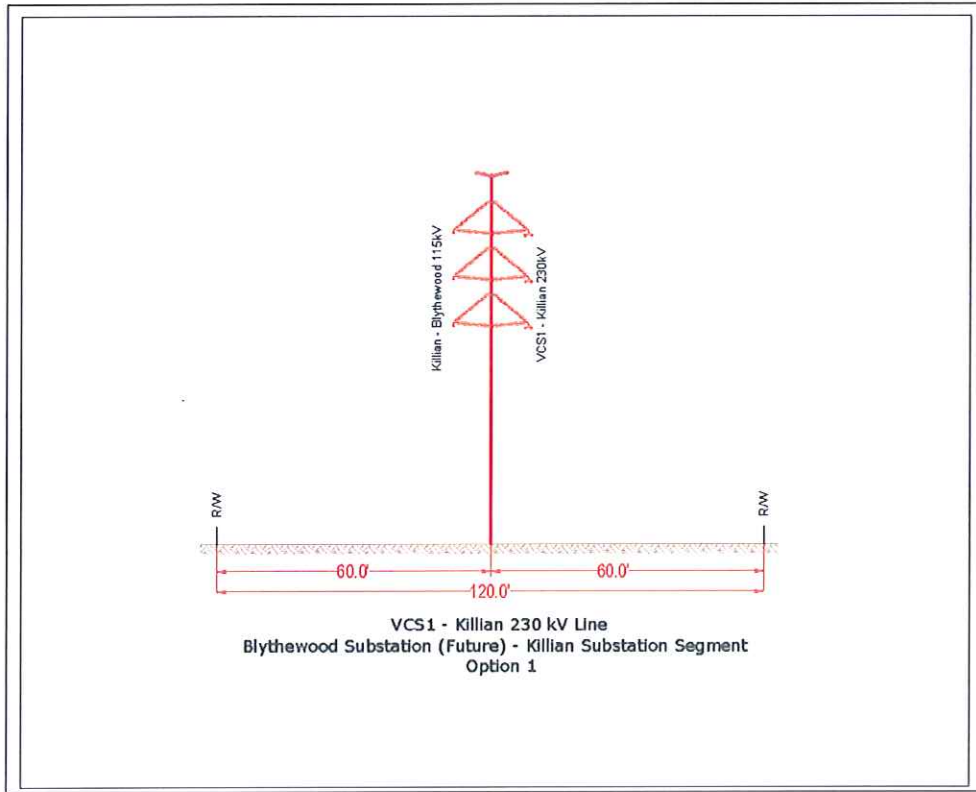 Killian - Blythewood 115kV
VCS1 - Killian 230kV
R/W
R/W
60.0'
60.0'
120.0'
VCS1 - Killian 230 kV Line
Blythewood Substation (Future) - Killian Substation Segment
Option 1